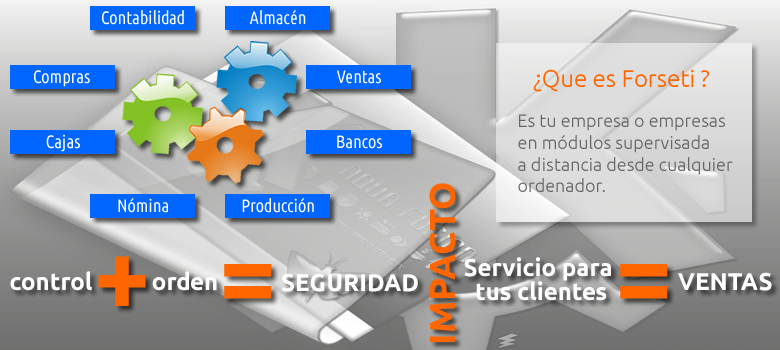 Contabilidad
Almacén
Compras
Ventas
Cajas
Bancos
Nómina
Producción
¿Que es Forseti ?
Es tu empresa o empresas
en módulos supervisada
a distancia desde cualquier
ordenador.
control + orden = SEGURIDAD
IMPACTO
Servicio para
tus clientes = VENTAS